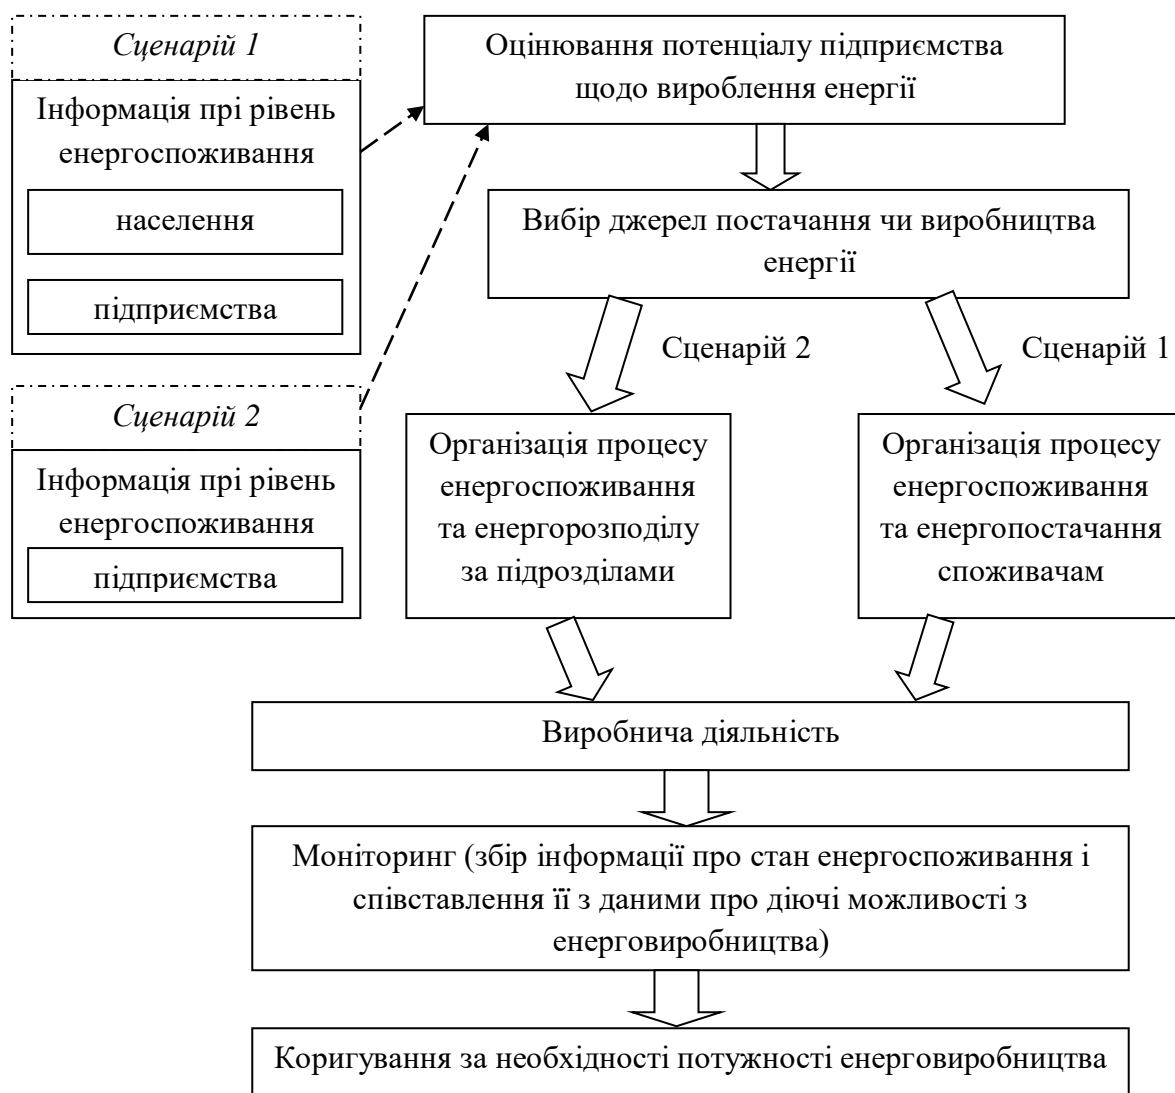 Сценарій 1
Інформація прі рівень
енергоспоживання
населення
підприємства
Сценарій 2
Інформація прі рівень
енергоспоживання
підприємства
Оцінювання потенціалу підприємства
щодо вироблення енергії
Вибір джерел постачання чи виробництва
енергії
Сценарій 2
Сценарій 1
Організація процесу
енергоспоживання
та енергорозподілу
за підрозділами
Організація процесу
енергоспоживання
та енергопостачання
споживачам
Виробнича діяльність
Моніторинг (збір інформації про стан енергоспоживання і
співставлення її з даними про діючі можливості з
енерговиробництва)
Коригування за необхідності потужності енерговиробництва